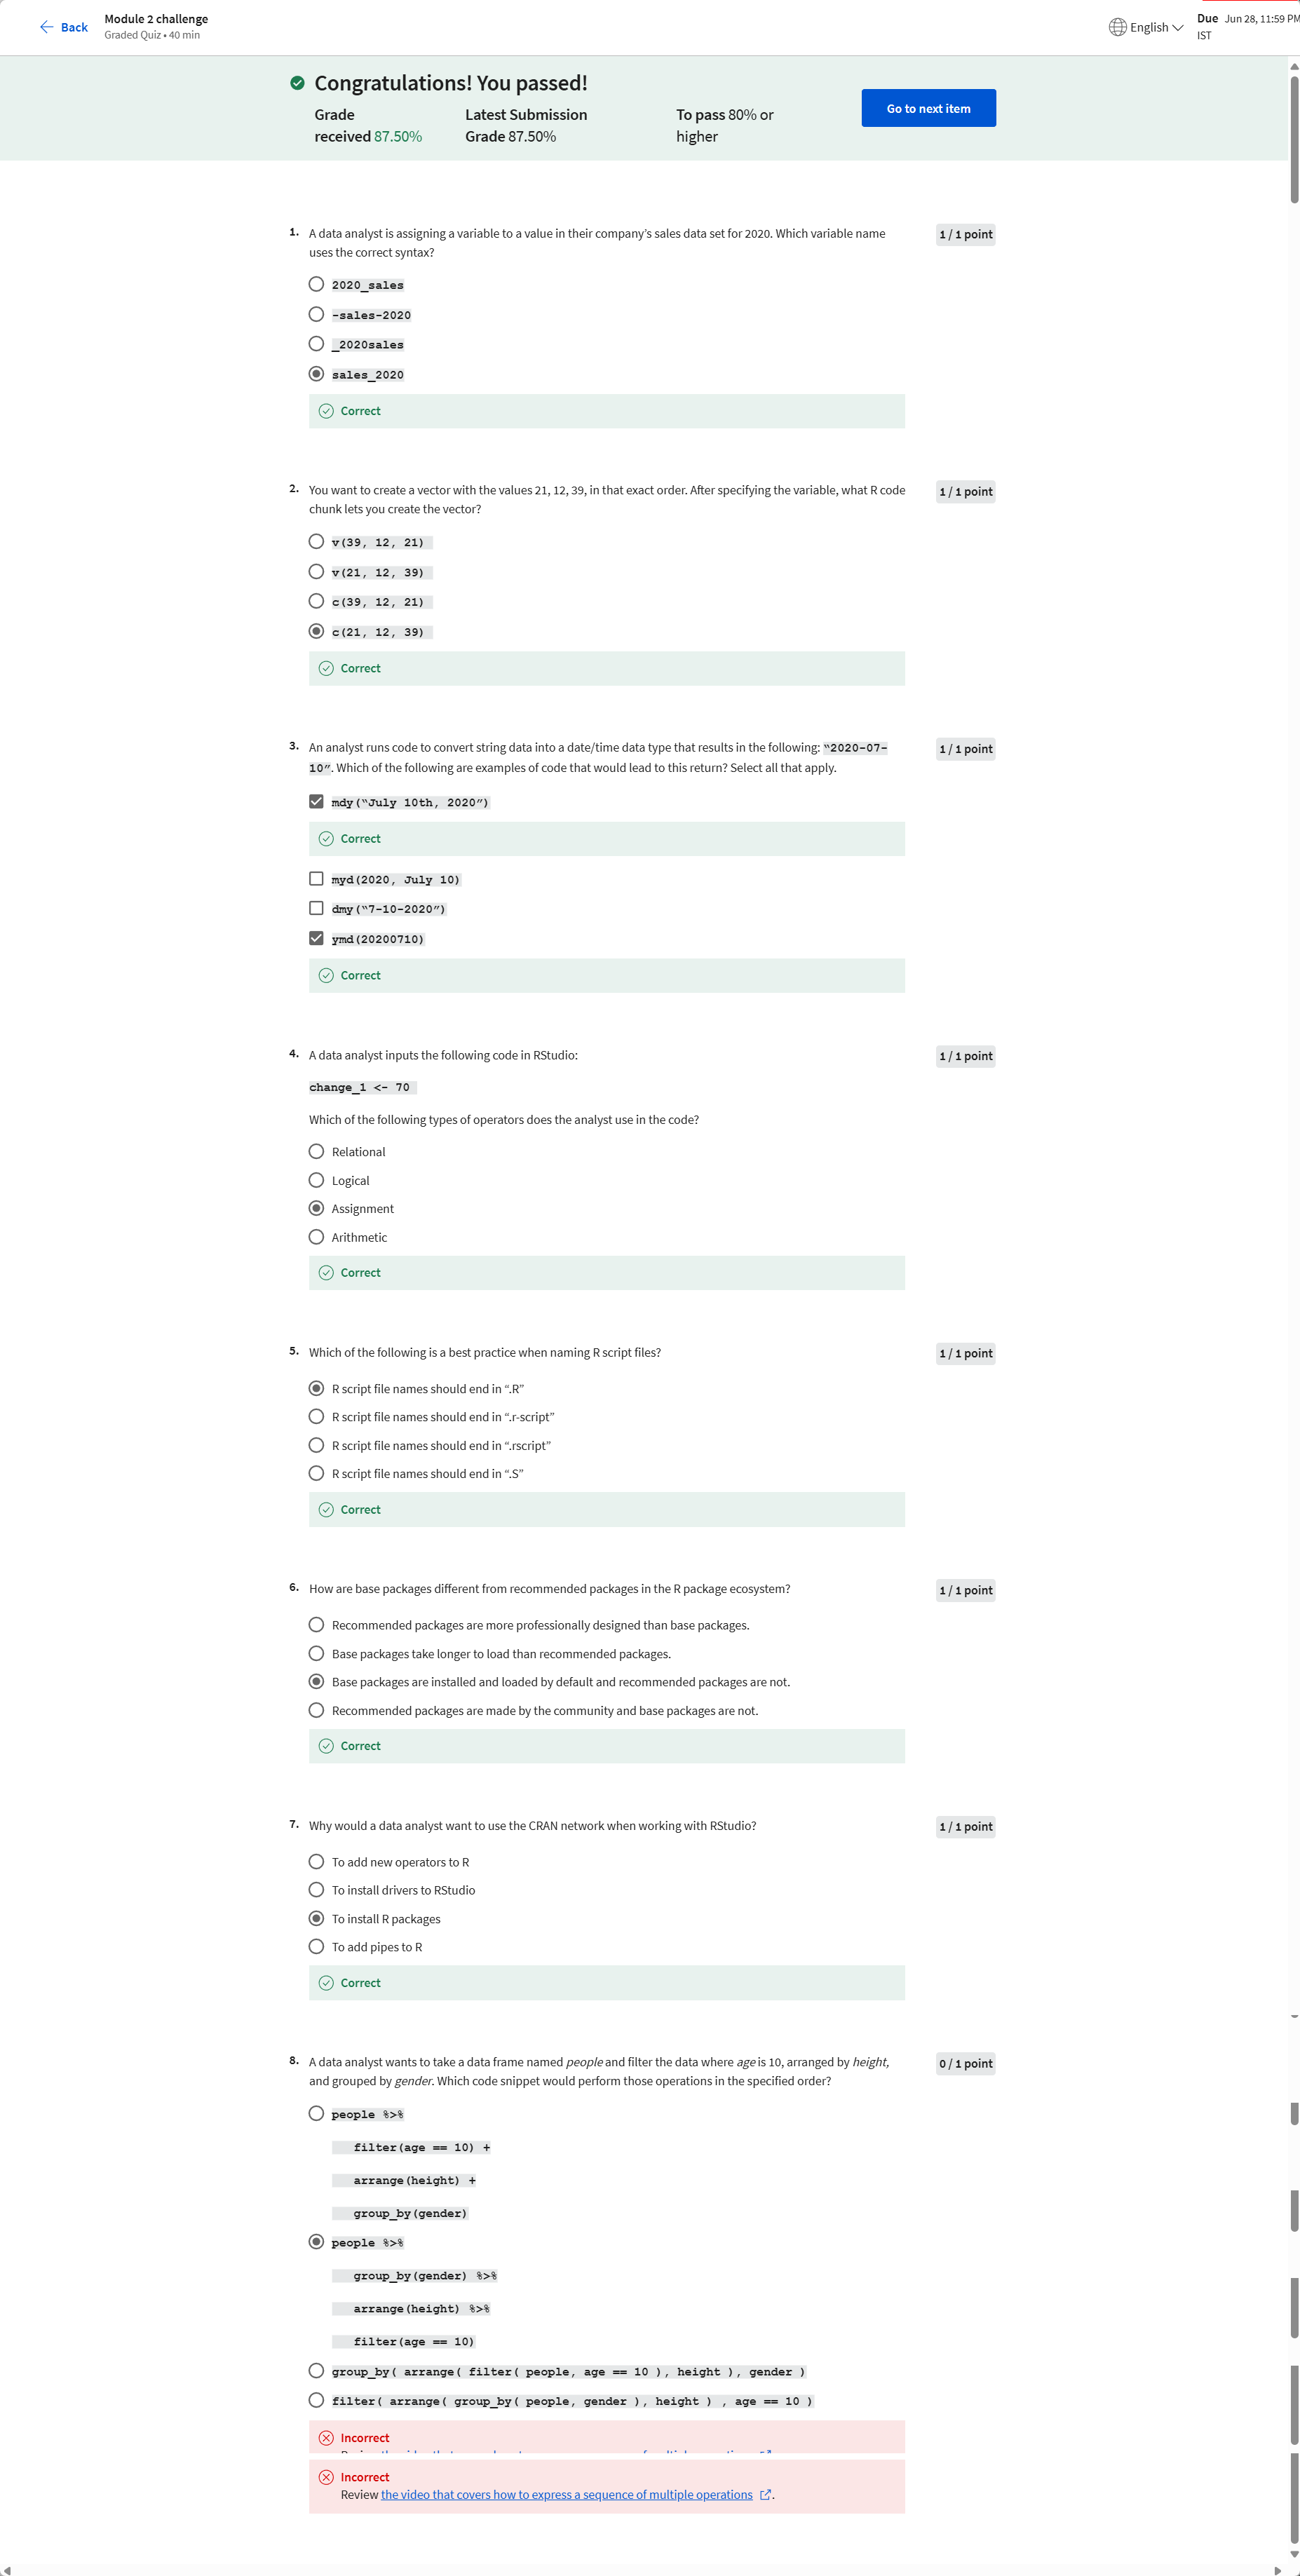 Back
Module 2 challenge
Graded Quiz • 40 min
English
Due Jun 28, 11:59 PM
IST
Congratulations! You passed!
Grade
received 87.50%
Latest Submission
Grade 87.50%
To pass 80% or
higher
Go to next item
1. A data analyst is assigning a variable to a value in their company’s sales data set for 2020. Which variable name
uses the correct syntax?
1 / 1 point
2020_sales
-sales-2020
_2020sales
sales_2020
Correct
2. You want to create a vector with the values 21, 12, 39, in that exact order. After specifying the variable, what R code
chunk lets you create the vector?
1 / 1 point
v(39, 12, 21)
v(21, 12, 39)
c(39, 12, 21)
c(21, 12, 39)
Correct
3. An analyst runs code to convert string data into a date/time data type that results in the following: “2020-07-
10”. Which of the following are examples of code that would lead to this return? Select all that apply.
1 / 1 point
mdy(“July 10th, 2020”)
Correct
myd(2020, July 10)
dmy(“7-10-2020”)
ymd(20200710)
Correct
4. A data analyst inputs the following code in RStudio:
1 / 1 point
change_1 <- 70
Which of the following types of operators does the analyst use in the code?
Relational
Logical
Assignment
Arithmetic
Correct
5. Which of the following is a best practice when naming R script files?
1 / 1 point
R script file names should end in “.R”
R script file names should end in “.r-script”
R script file names should end in “.rscript”
R script file names should end in “.S”
Correct
6. How are base packages different from recommended packages in the R package ecosystem?
1 / 1 point
Recommended packages are more professionally designed than base packages.
Base packages take longer to load than recommended packages.
Base packages are installed and loaded by default and recommended packages are not.
Recommended packages are made by the community and base packages are not.
Correct
7. Why would a data analyst want to use the CRAN network when working with RStudio?
1 / 1 point
To add new operators to R
To install drivers to RStudio
To install R packages
To add pipes to R
Correct
8. A data analyst wants to take a data frame named people and filter the data where age is 10, arranged by height,
and grouped by gender. Which code snippet would perform those operations in the specified order?
0 / 1 point
people %>%
filter(age == 10) +
arrange(height) +
group_by(gender)
people %>%
group_by(gender) %>%
arrange(height) %>%
filter(age == 10)
group_by( arrange( filter( people, age == 10 ), height ), gender )
filter( arrange( group_by( people, gender ), height ) , age == 10 )
Incorrect
Incorrect
Review the video that covers how to express a sequence of multiple operations .